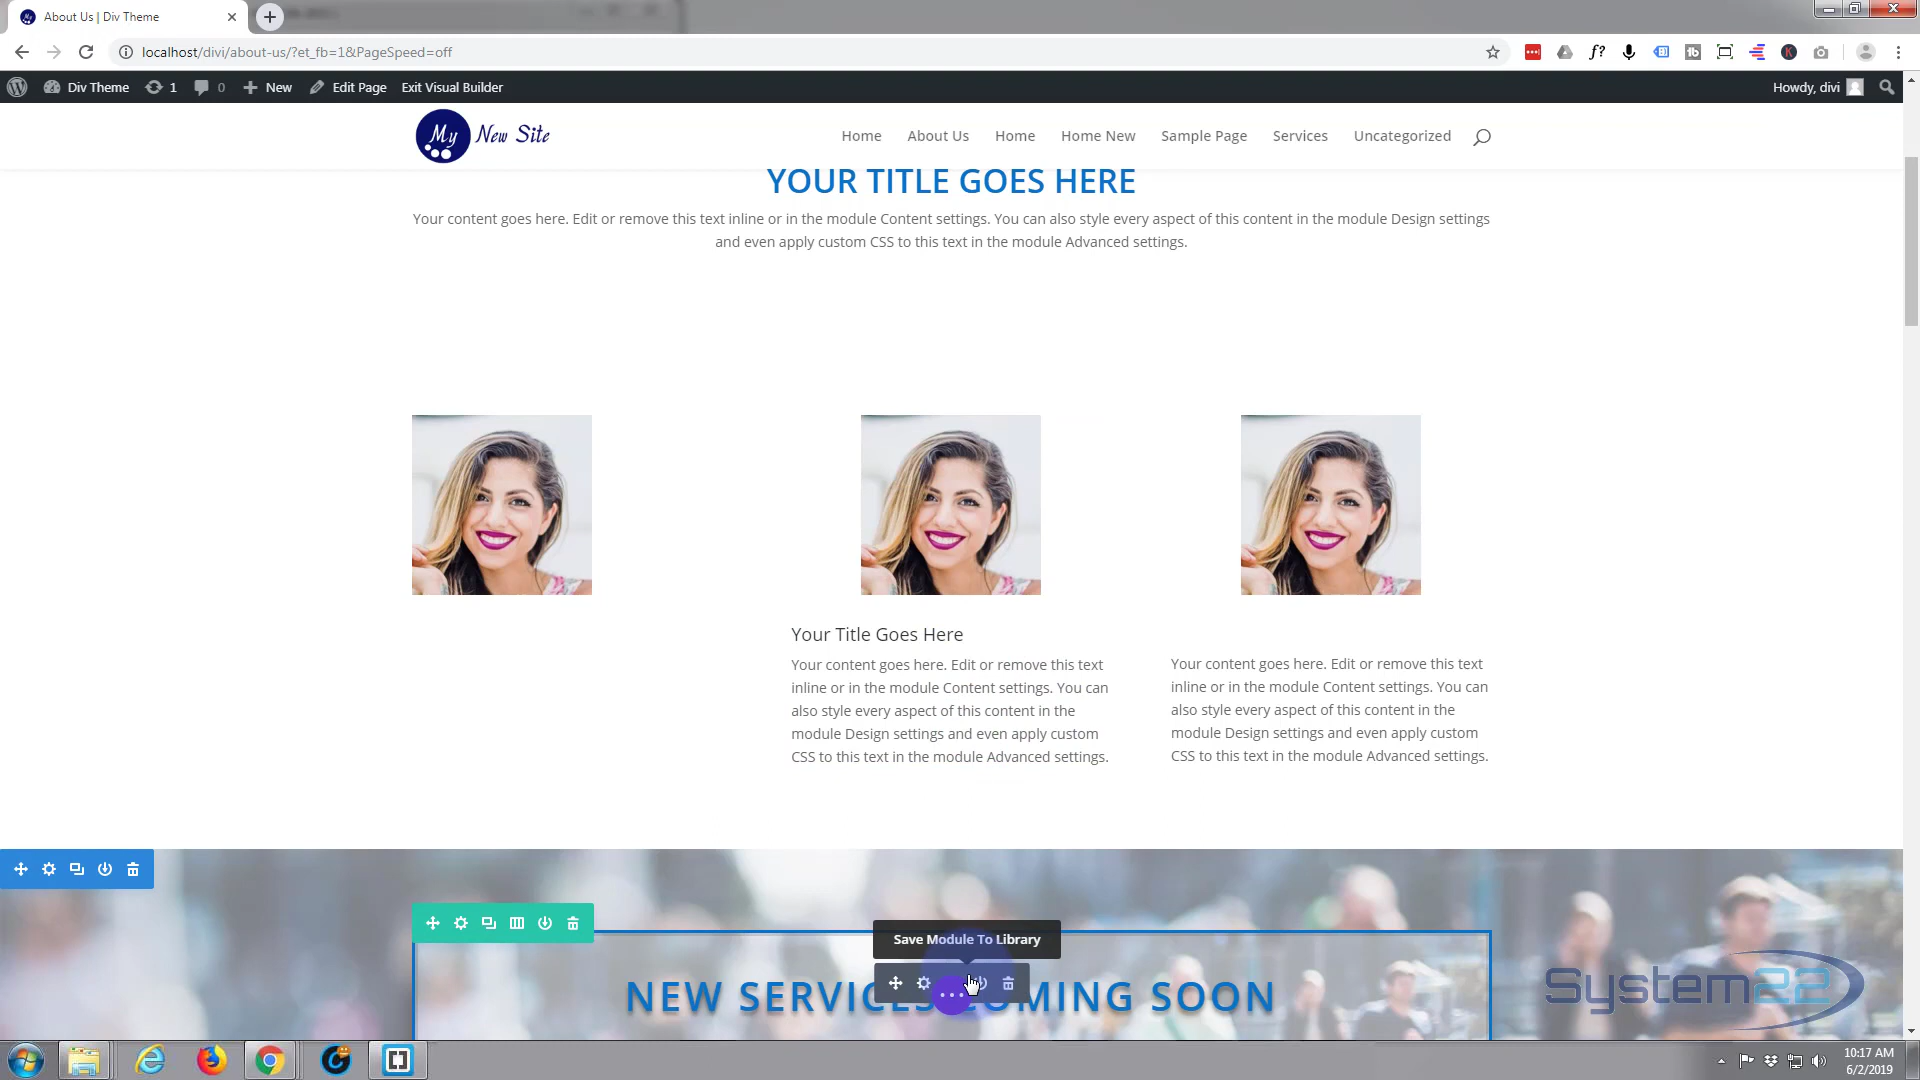 About Us | Div Theme
localhost/divi/about-us/?et_fb=1&PageSpeed=off
Div Theme 1 0 New Edit Page Exit Visual Builder Howdy, divi
My New Site
Home About Us Home Home New Sample Page Services Uncategorized
YOUR TITLE GOES HERE
Your content goes here. Edit or remove this text inline or in the module Content settings. You can also style every aspect of this content in the module Design settings
and even apply custom CSS to this text in the module Advanced settings.
Your Title Goes Here
Your content goes here. Edit or remove this text
inline or in the module Content settings. You can
also style every aspect of this content in the
module Design settings and even apply custom
CSS to this text in the module Advanced settings.
Your content goes here. Edit or remove this text
inline or in the module Content settings. You can
also style every aspect of this content in the
module Design settings and even apply custom
CSS to this text in the module Advanced settings.
Save Module To Library
NEW SERVICES COMING SOON
System22
10:17 AM
6/2/2019